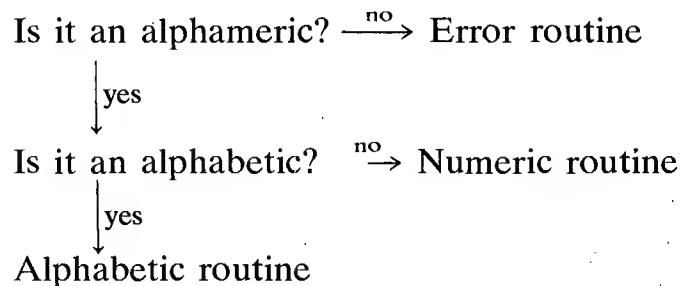 Is it an alphameric? no Error routine
yes
Is it an alphabetic? no Numeric routine
yes
Alphabetic routine